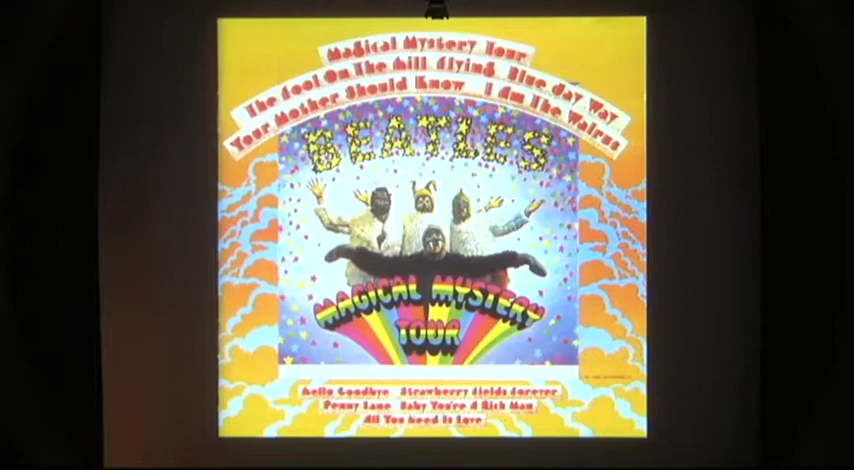 Magical Mystery Tour
The Fool On The Hill Flying Blue Jay Way
Your Mother Should Know I Am The Walrus
BEATLES
MAGICAL MYSTERY
TOUR
Hello Goodbye Strawberry Fields Forever
Penny Lane Baby You're A Rich Man
All You Need Is Love